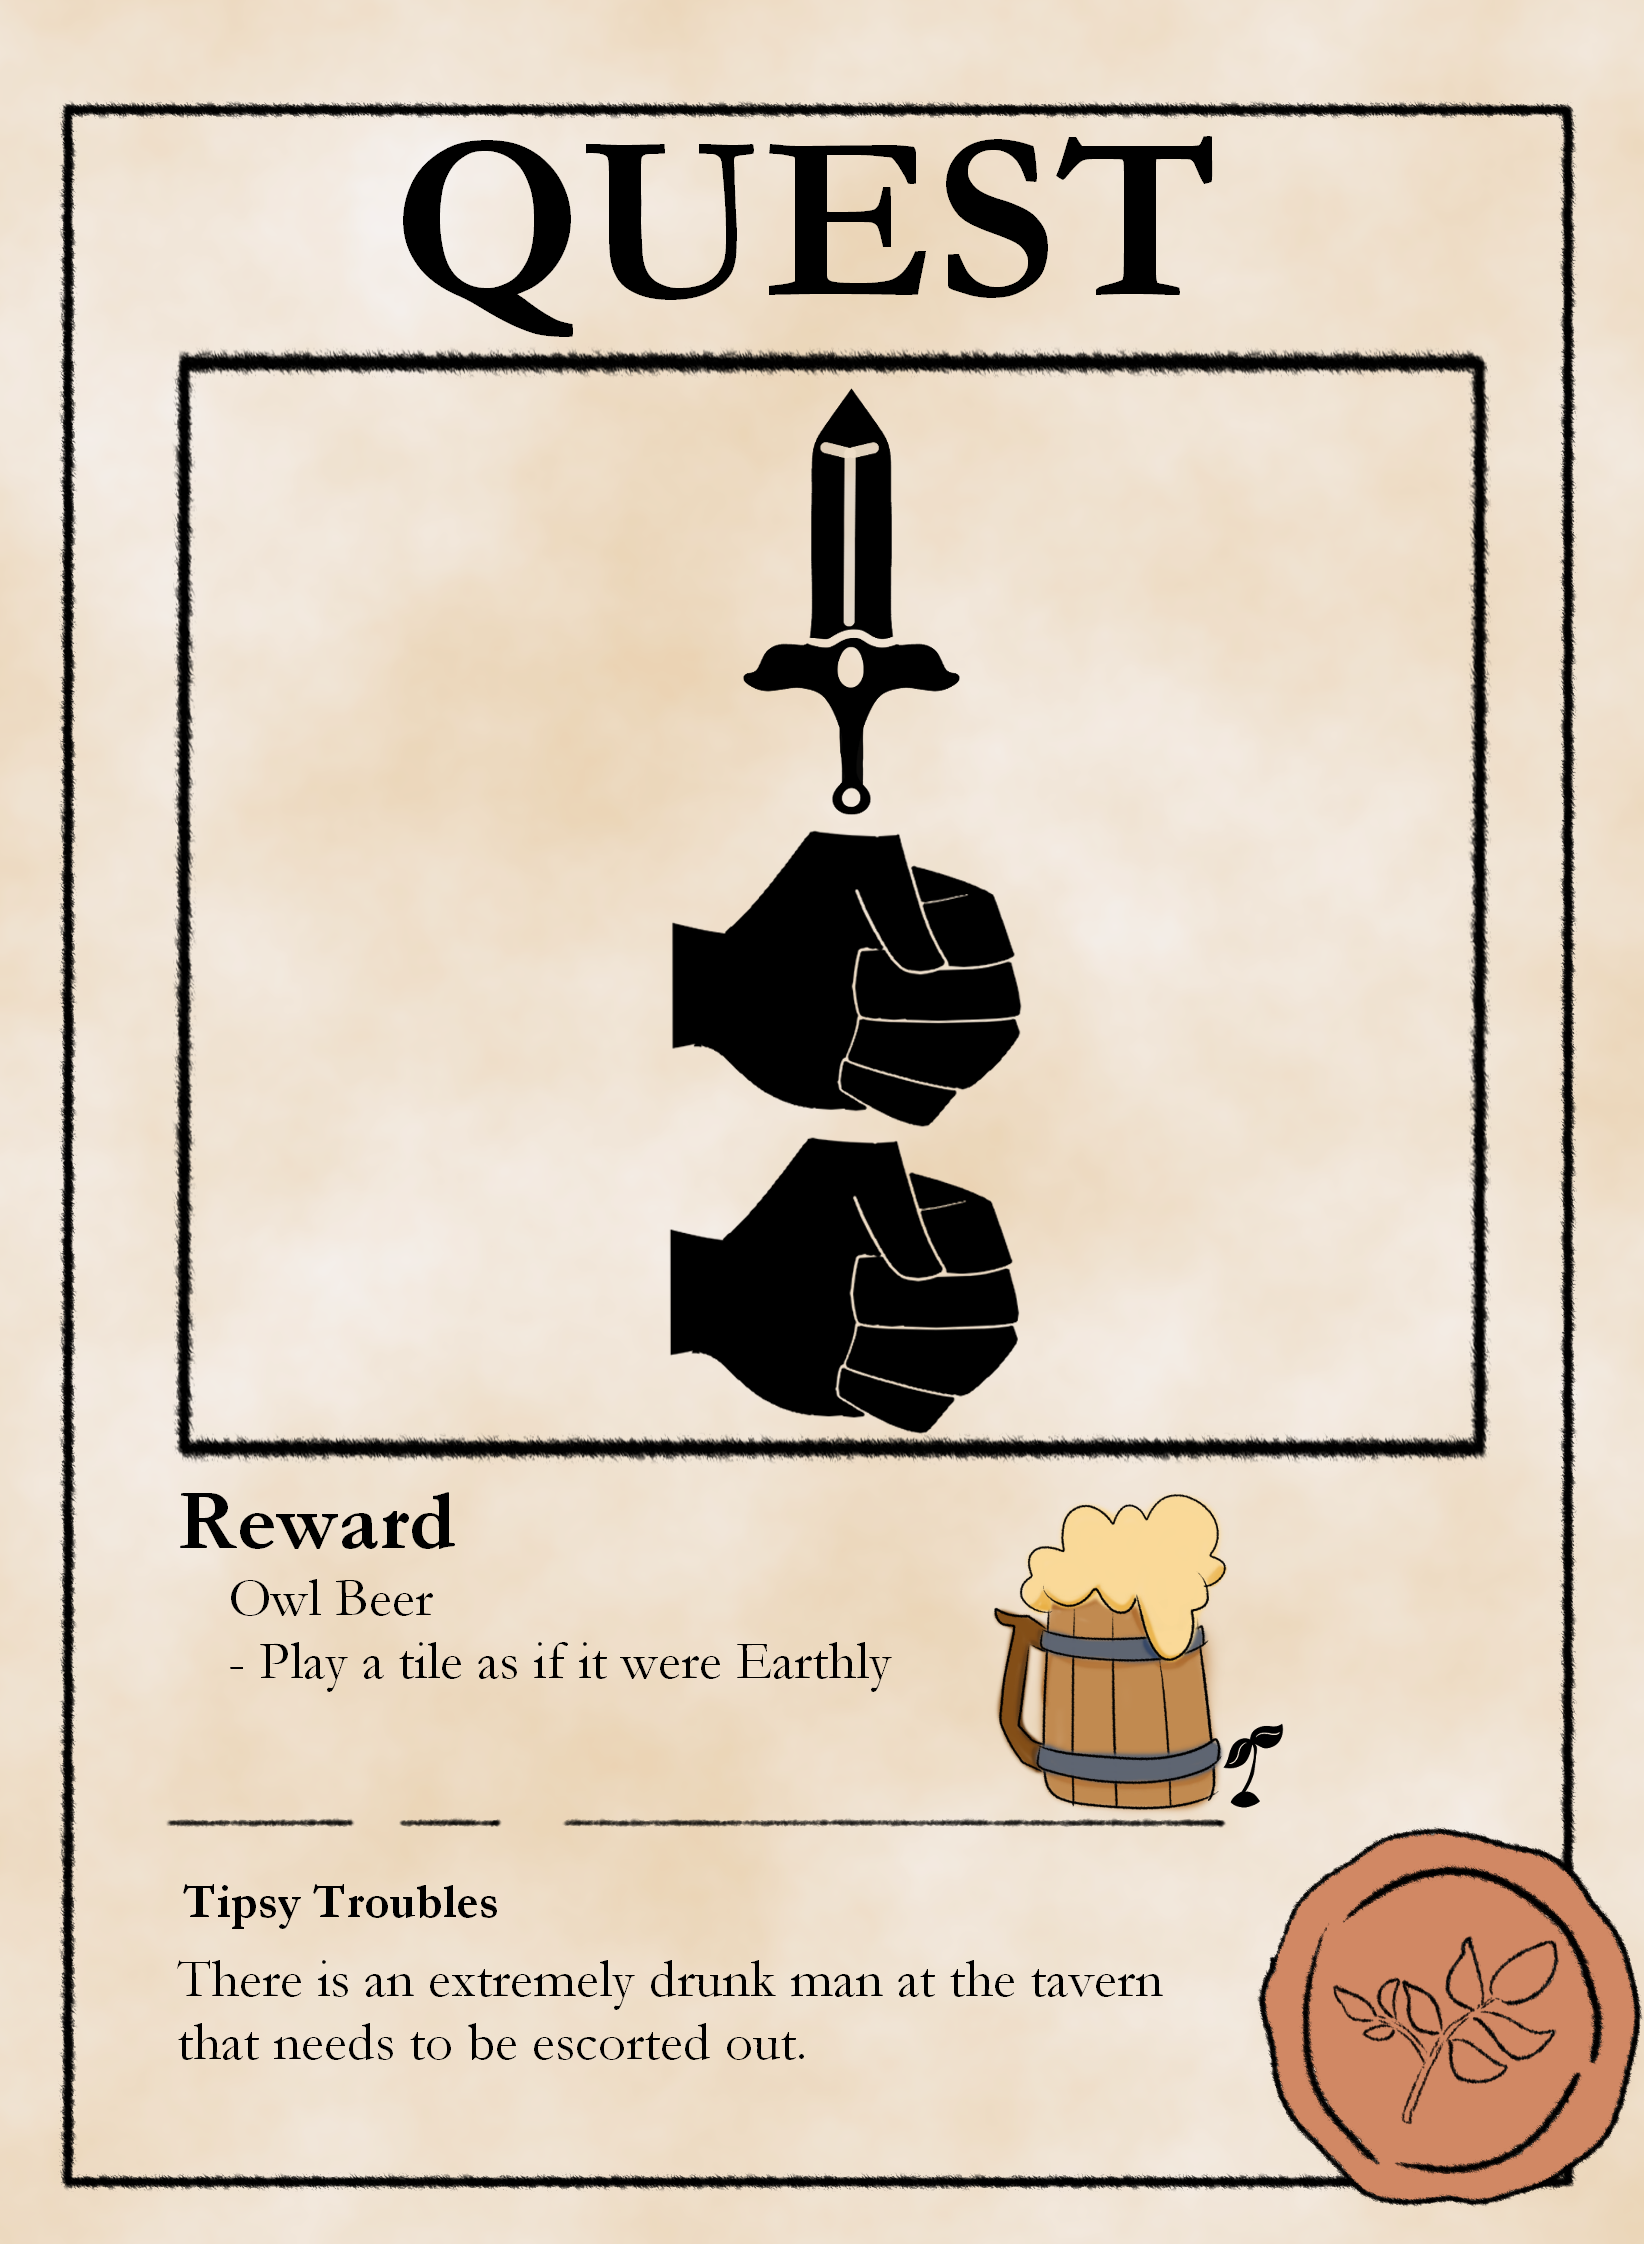 QUEST
Reward
Owl Beer
- Play a tile as if it were Earthly
Tipsy Troubles
There is an extremely drunk man at the tavern
that needs to be escorted out.